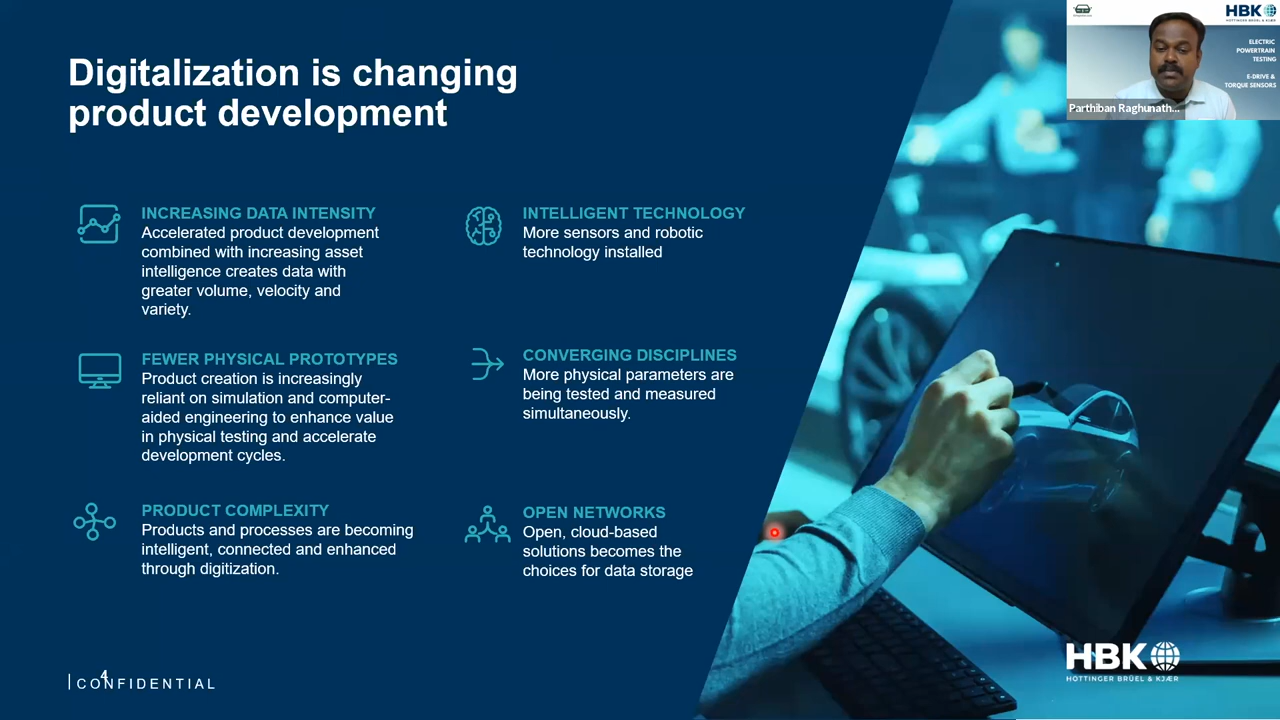 Digitalization is changing
product development
INCREASING DATA INTENSITY
Accelerated product development
combined with increasing asset
intelligence creates data with
greater volume, velocity and
variety.
FEWER PHYSICAL PROTOTYPES
Product creation is increasingly
reliant on simulation and computer-
aided engineering to enhance value
in physical testing and accelerate
development cycles.
PRODUCT COMPLEXITY
Products and processes are becoming
intelligent, connected and enhanced
through digitization.
INTELLIGENT TECHNOLOGY
More sensors and robotic
technology installed
CONVERGING DISCIPLINES
More physical parameters are
being tested and measured
simultaneously.
OPEN NETWORKS
Open, cloud-based
solutions becomes the
choices for data storage
4
CONFIDENTIAL
HBK
HOTTINGER BRÜEL & KJÆR
HBK
HOTTINGER BRÜEL & KJÆR
ELECTRIC
POWERTRAIN
TESTING
E-DRIVE &
TORQUE SENSORS
Parthiban Raghunath...